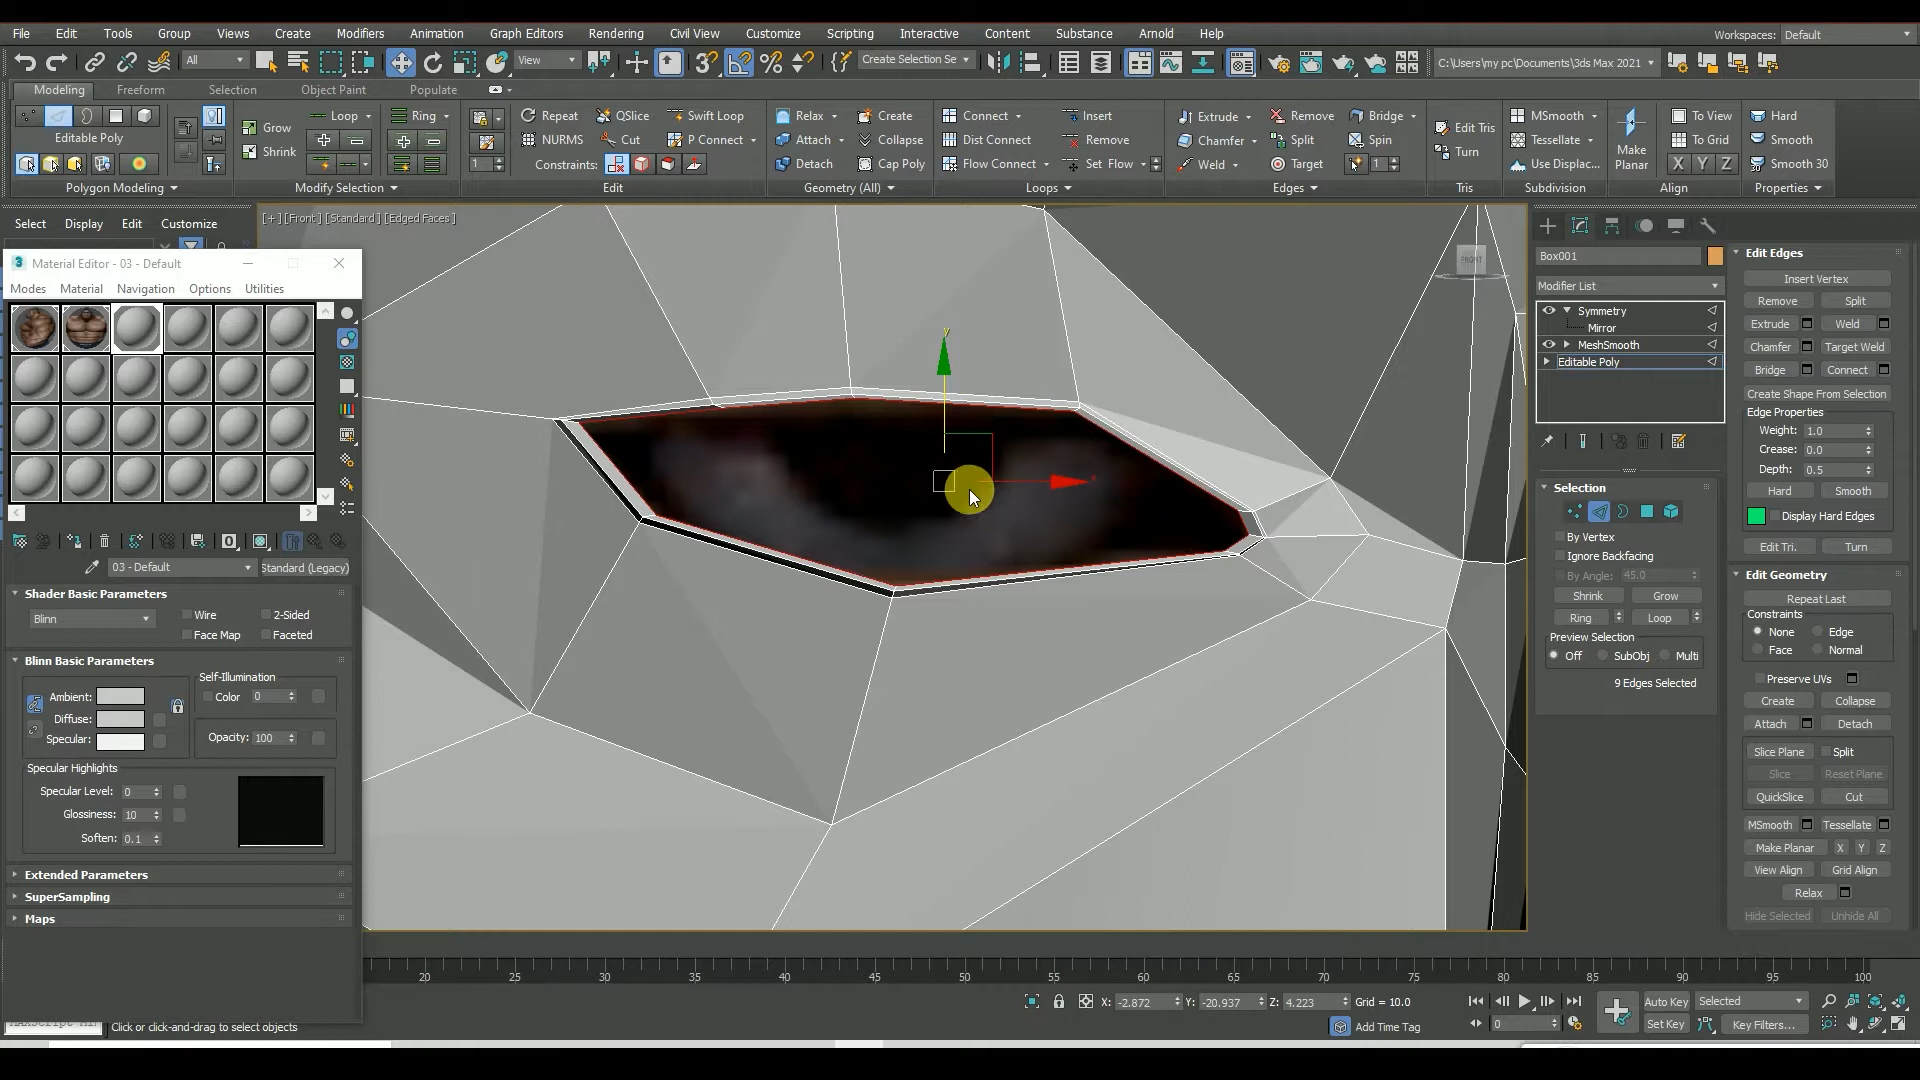 File Edit Tools Group Views Create Modifiers Animation Graph Editors Rendering Civil View Customize Scripting Interactive Content Substance Arnold Help
Workspaces: Default
All
View
Create Selection Se
C:\Users\my pc\Documents\3ds Max 2021
Modeling Freeform Selection Object Paint Populate
Editable Poly
Polygon Modeling
Grow
Shrink
Loop
Ring
Modify Selection
1
Repeat QSlice Swift Loop
NURMS Cut P Connect
Constraints:
Edit
Relax Create
Attach Collapse
Detach Cap Poly
Geometry (All)
Connect Insert
Dist Connect Remove
Flow Connect Set Flow
Loops
Extrude Remove Bridge
Chamfer Split Spin
Weld Target 1
Edges
Edit Tris
Turn
Tris
MSmooth
Tessellate
Use Displac...
Subdivision
Make Planar
To View
To Grid
X Y Z
Align
Hard
Smooth
Smooth 30
Properties
Select Display Edit Customize
[+] [Front] [Standard] [Edged Faces]
FRONT
y
3 Material Editor - 03 - Default
Modes Material Navigation Options Utilities
0
03 - Default Standard (Legacy)
Shader Basic Parameters
Blinn
Wire 2-Sided
Face Map Faceted
Blinn Basic Parameters
Self-Illumination
Ambient:
Color 0
Diffuse:
Specular:
Opacity: 100
Specular Highlights
Specular Level: 0
Glossiness: 10
Soften: 0.1
Extended Parameters
SuperSampling
Maps
Box001
Modifier List
Symmetry
Mirror
MeshSmooth
Editable Poly
Selection
By Vertex
Ignore Backfacing
By Angle: 45.0
Shrink Grow
Ring Loop
Preview Selection
Off SubObj Multi
9 Edges Selected
Edit Edges
Insert Vertex
Remove Split
Extrude Weld
Chamfer Target Weld
Bridge Connect
Create Shape From Selection
Edge Properties
Weight: 1.0
Crease: 0.0
Depth: 0.5
Hard Smooth
Display Hard Edges
Edit Tri. Turn
Edit Geometry
Repeat Last
Constraints
None Edge
Face Normal
Preserve UVs
Create Collapse
Attach Detach
Slice Plane Split
Slice Reset Plane
QuickSlice Cut
MSmooth Tessellate
Make Planar X Y Z
View Align Grid Align
Relax
Hide Selected Unhide All
20 25 30 35 40 45 50 55 60 65 70 75 80 85 90 95 100
X: -2.872 Y: -20.937 Z: 4.223 Grid = 10.0
Add Time Tag
0
Auto Key Selected
Set Key Key Filters...
Click or click-and-drag to select objects